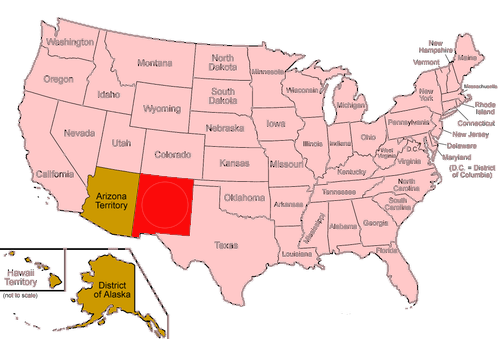 Washington
Oregon
California
Nevada
Idaho
Montana
Wyoming
Utah
Colorado
Arizona
Territory
North
Dakota
South
Dakota
Nebraska
Kansas
Oklahoma
Texas
Minnesota
Iowa
Missouri
Arkansas
Louisiana
Wisconsin
Illinois
Michigan
Indiana
Ohio
Kentucky
Tennessee
Mississippi
Alabama
Georgia
Florida
South
Carolina
North
Carolina
Virginia
West
Virginia
D.C.
Pennsylvania
New
York
New
Hampshire
Vermont
Maine
Massachusetts
Rhode
Island
Connecticut
New Jersey
Delaware
Maryland
(D.C. = District
of Columbia)
Hawaii
Territory
(not to scale)
District
of Alaska